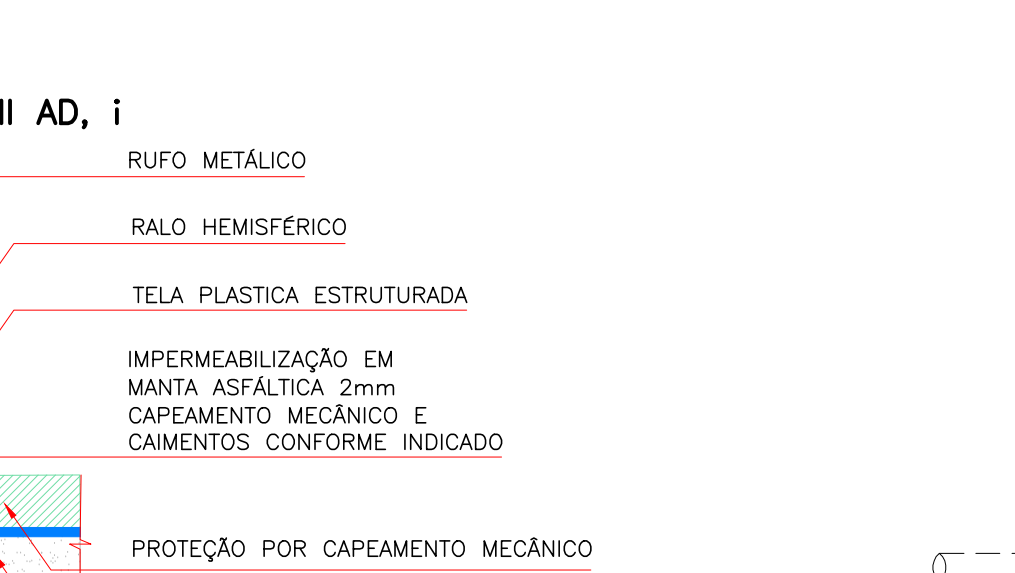 AD, i
RUFO METÁLICO
RALO HEMISFÉRICO
TELA PLASTICA ESTRUTURADA
IMPERMEABILIZAÇÃO EM
MANTA ASFÁLTICA 2mm
CAPEAMENTO MECÂNICO E
CAIMENTOS CONFORME INDICADO
PROTEÇÃO POR CAPEAMENTO MECÂNICO